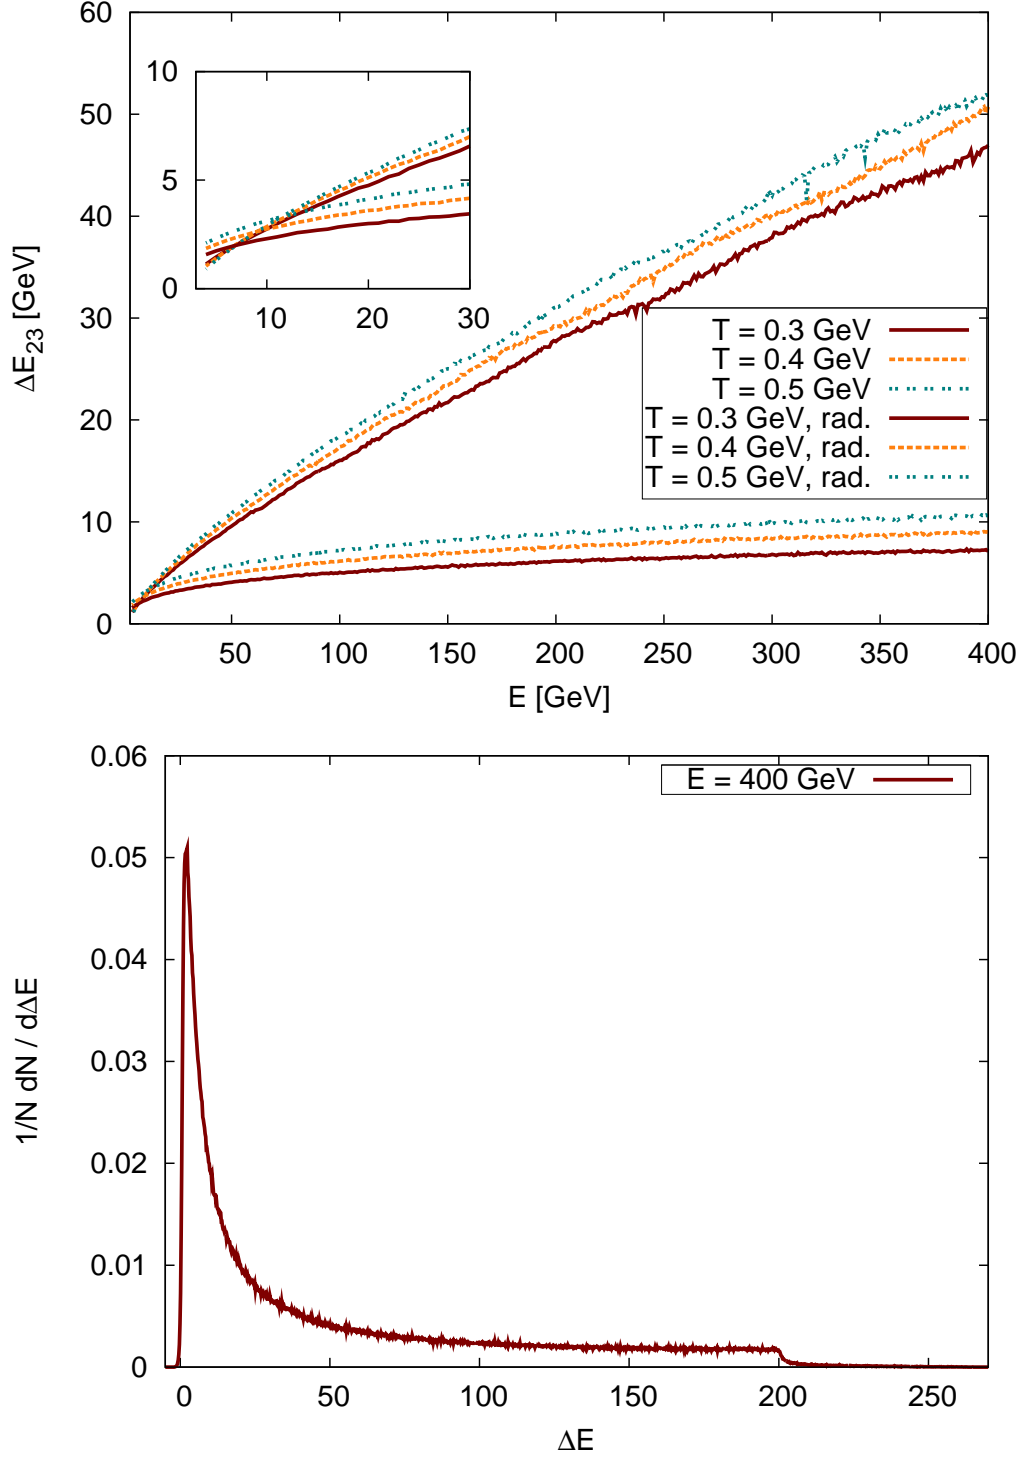 60
50
40
30
20
10
0
ΔE23 [GeV]
10
5
0
10 20 30
T = 0.3 GeV
T = 0.4 GeV
T = 0.5 GeV
T = 0.3 GeV, rad.
T = 0.4 GeV, rad.
T = 0.5 GeV, rad.
50 100 150 200 250 300 350 400
E [GeV]
0.06
0.05
0.04
0.03
0.02
0.01
0
1/N dN / dΔE
E = 400 GeV
0 50 100 150 200 250
ΔE